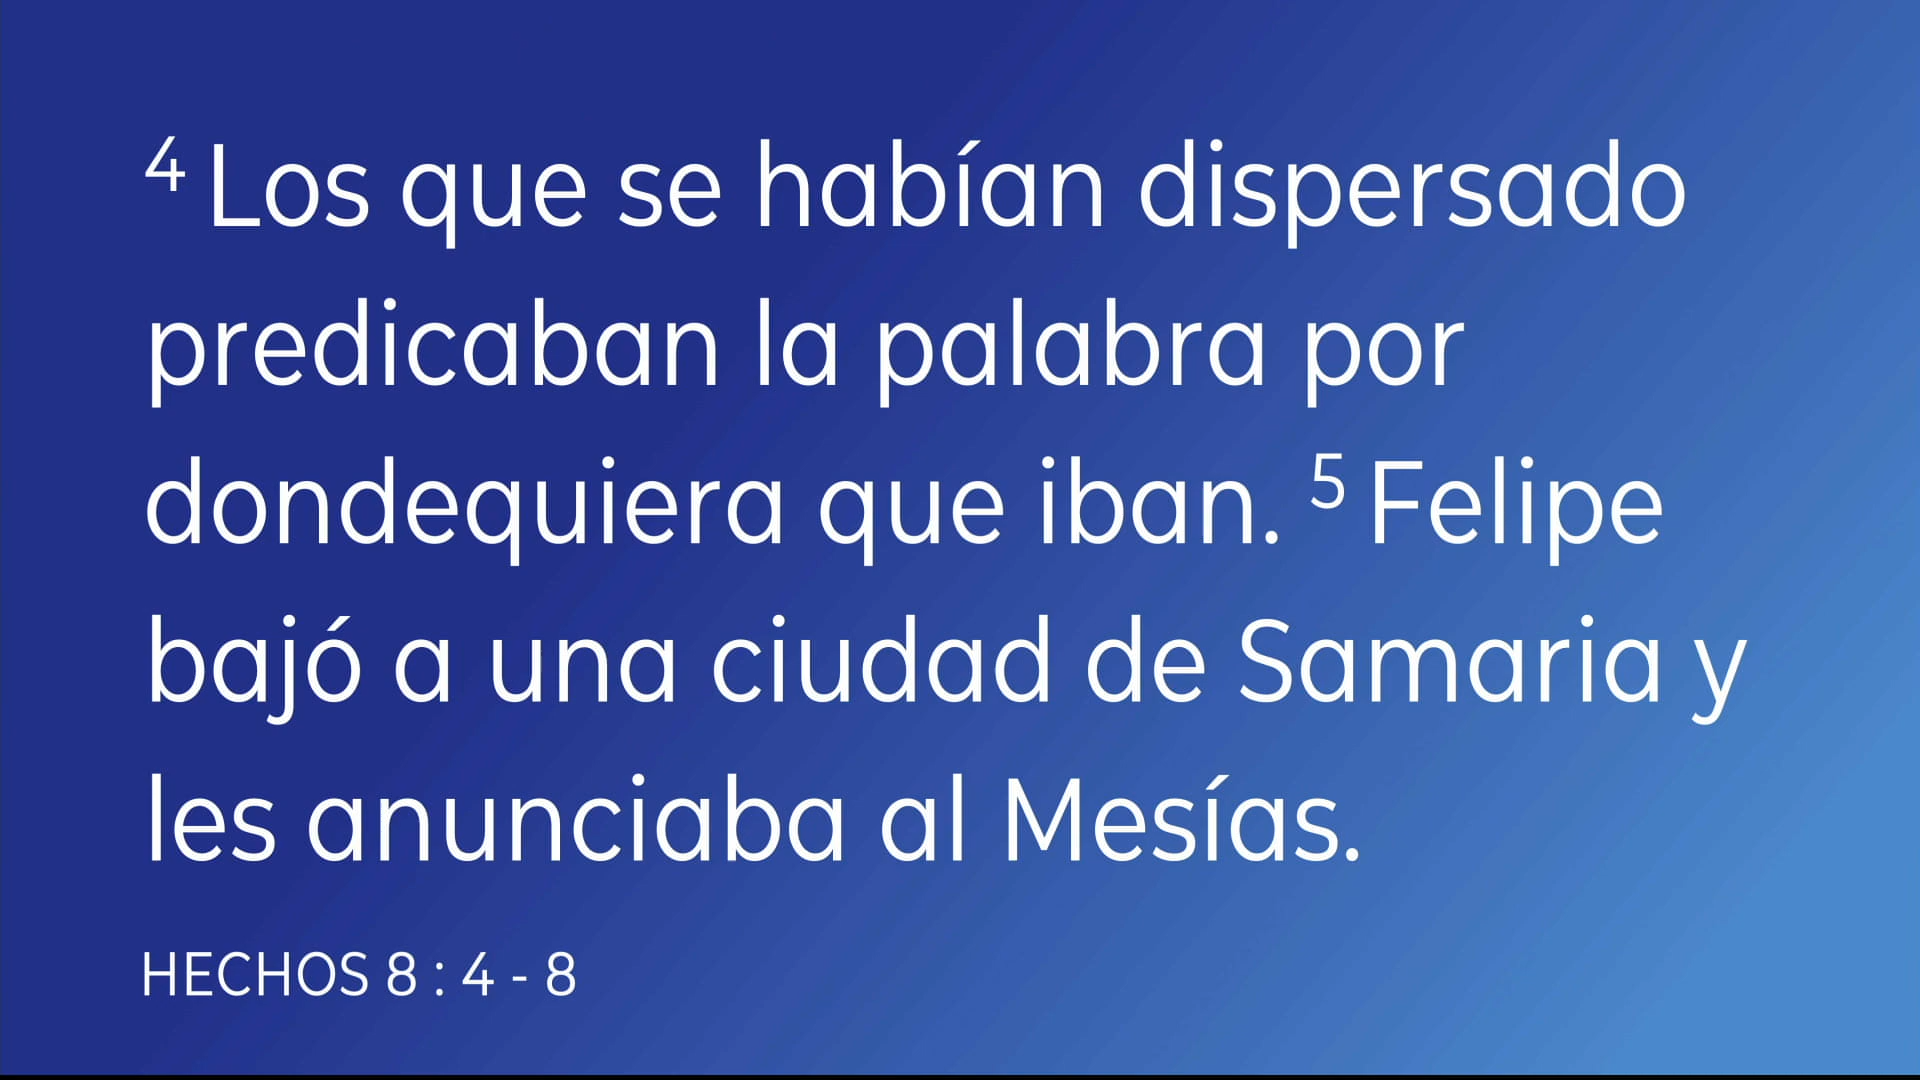 4 Los que se habían dispersado
predicaban la palabra por
dondequiera que iban. 5 Felipe
bajó a una ciudad de Samaria y
les anunciaba al Mesías.
HECHOS 8 : 4 - 8